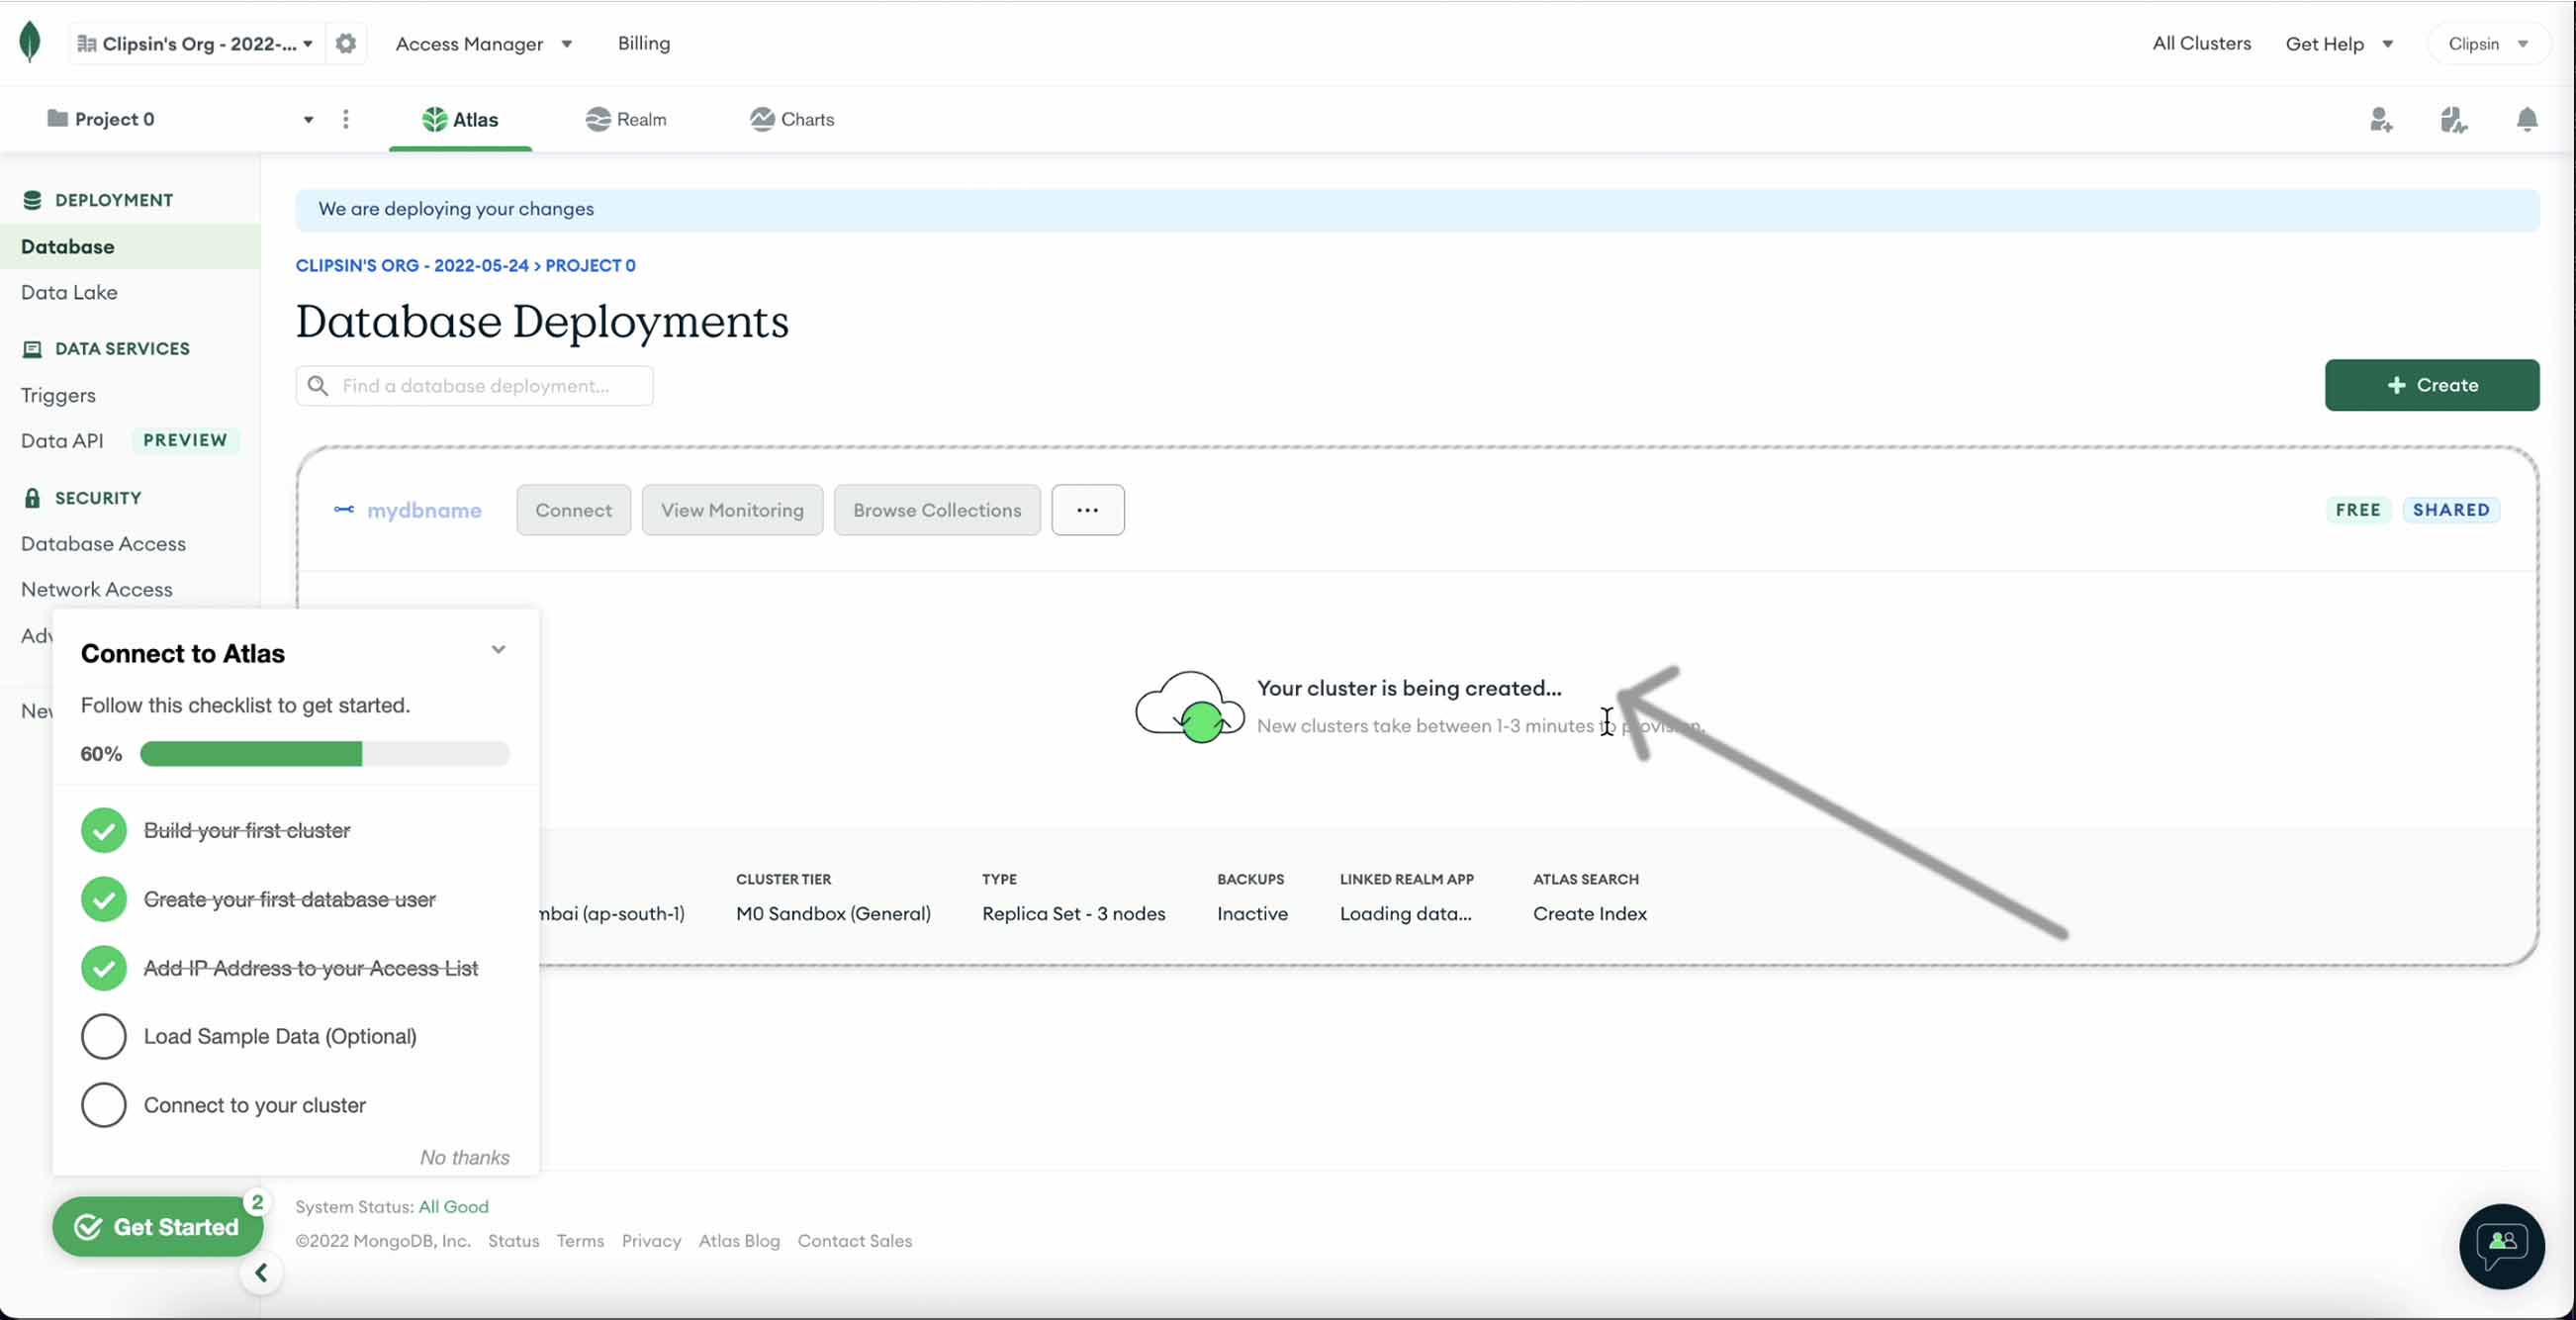 Clipsin's Org - 2022-...
Access Manager
Billing
All Clusters
Get Help
Clipsin
Project 0
Atlas
Realm
Charts
DEPLOYMENT
Database
Data Lake
DATA SERVICES
Triggers
Data API PREVIEW
SECURITY
Database Access
Network Access
Adv
New
We are deploying your changes
CLIPSIN'S ORG - 2022-05-24 > PROJECT 0
Database Deployments
Find a database deployment...
+ Create
mydbname
Connect
View Monitoring
Browse Collections
...
FREE
SHARED
Your cluster is being created...
New clusters take between 1-3 minutes to provision.
Connect to Atlas
Follow this checklist to get started.
60%
Build your first cluster
Create your first database user
Add IP Address to your Access List
Load Sample Data (Optional)
Connect to your cluster
No thanks
mbai (ap-south-1)
CLUSTER TIER
M0 Sandbox (General)
TYPE
Replica Set - 3 nodes
BACKUPS
Inactive
LINKED REALM APP
Loading data...
ATLAS SEARCH
Create Index
Get Started
2
System Status: All Good
©2022 MongoDB, Inc. Status Terms Privacy Atlas Blog Contact Sales